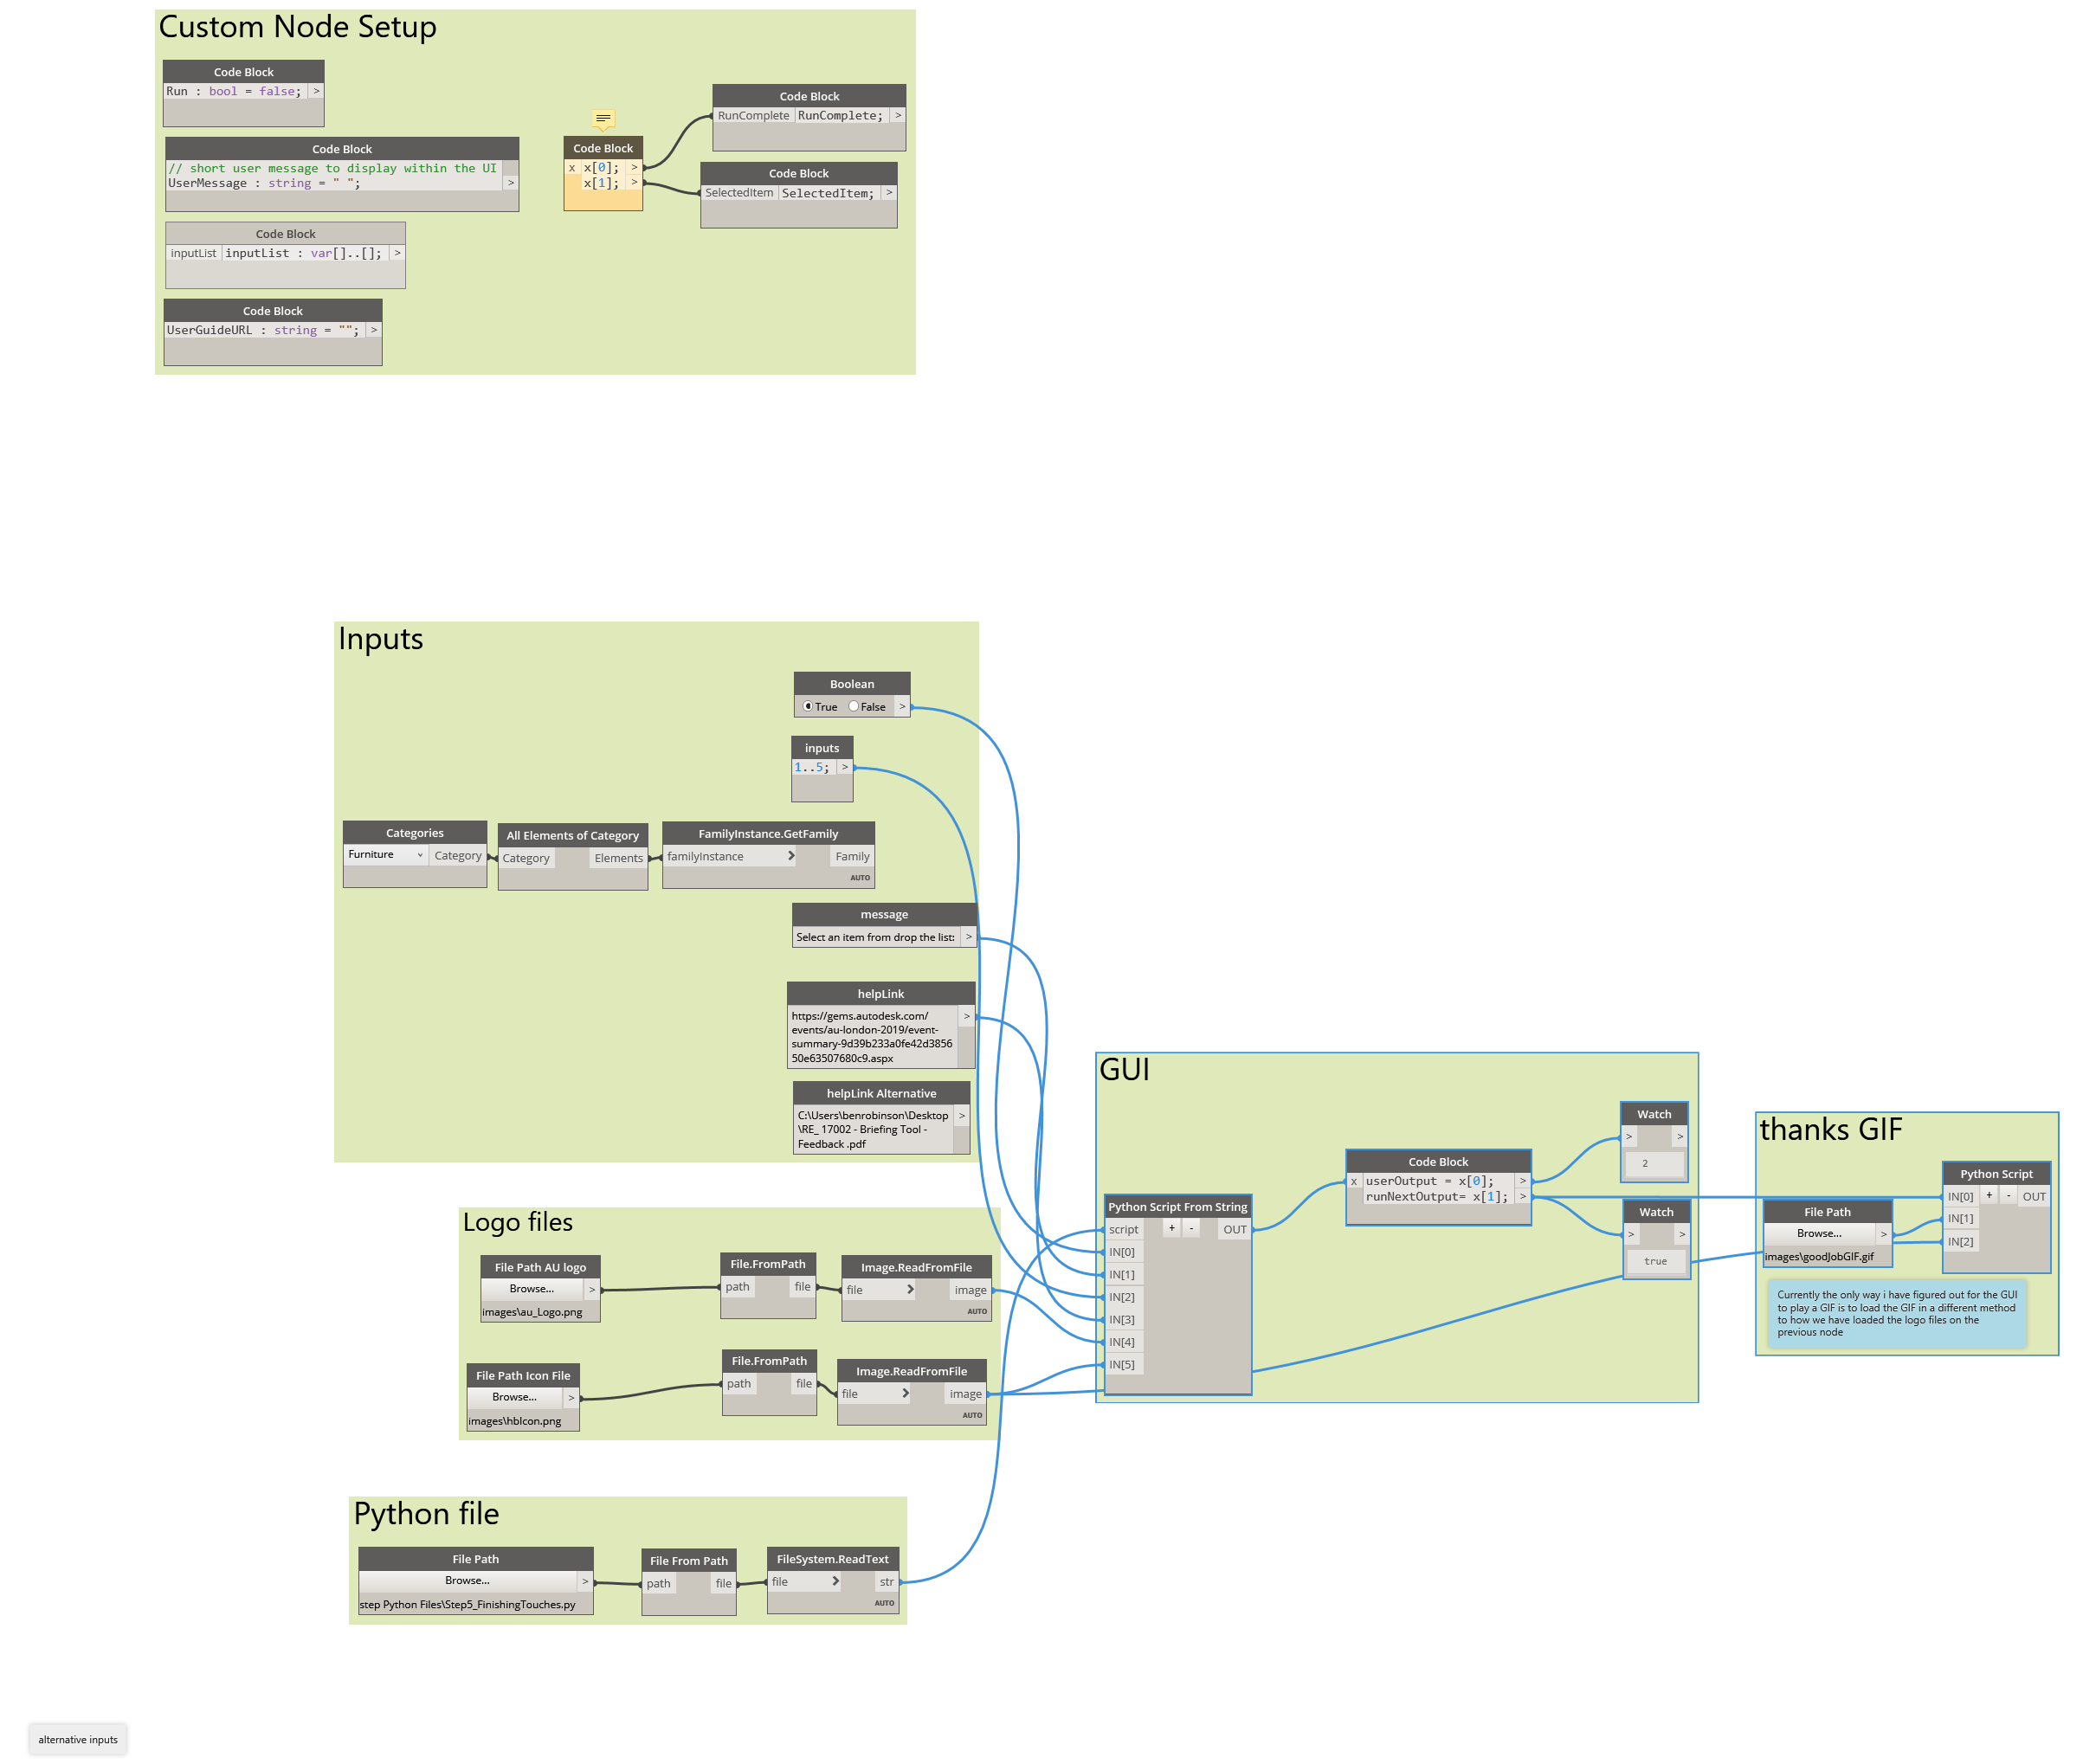 Custom Node Setup
Code Block
Run : bool = false; >
Code Block
// short user message to display within the UI
UserMessage : string = " "; >
Code Block
inputList inputList : var[]..[]; >
Code Block
UserGuideURL : string = ""; >
Code Block
x x[0]; >
x[1]; >
Code Block
RunComplete RunComplete; >
Code Block
SelectedItem SelectedItem; >
Inputs
Boolean
True False >
inputs
1..5; >
Categories
Furniture Category
All Elements of Category
Category Elements
FamilyInstance.GetFamily
familyInstance > Family
AUTO
message
Select an item from drop the list: >
helpLink
https://gems.autodesk.com/ >
events/au-london-2019/event-
summary-9d39b233a0fe42d3856
50e63507680c9.aspx
helpLink Alternative
C:\Users\benrobinson\Desktop >
\RE_ 17002 - Briefing Tool -
Feedback .pdf
Logo files
File Path AU logo
Browse... >
images\au_Logo.png
File.FromPath
path file
Image.ReadFromFile
file > image
AUTO
File Path Icon File
Browse... >
images\hbIcon.png
File.FromPath
path file
Image.ReadFromFile
file > image
AUTO
Python file
File Path
Browse... >
step Python Files\Step5_FinishingTouches.py
File From Path
path file
FileSystem.ReadText
file > str
AUTO
GUI
Python Script From String
script + - OUT
IN[0]
IN[1]
IN[2]
IN[3]
IN[4]
IN[5]
Code Block
x userOutput = x[0]; >
runNextOutput= x[1]; >
Watch
> >
2
Watch
> >
true
thanks GIF
File Path
Browse... >
images\goodJobGIF.gif
Python Script
IN[0] + - OUT
IN[1]
IN[2]
Currently the only way i have figured out for the GUI
to play a GIF is to load the GIF in a different method
to how we have loaded the logo files on the
previous node
alternative inputs